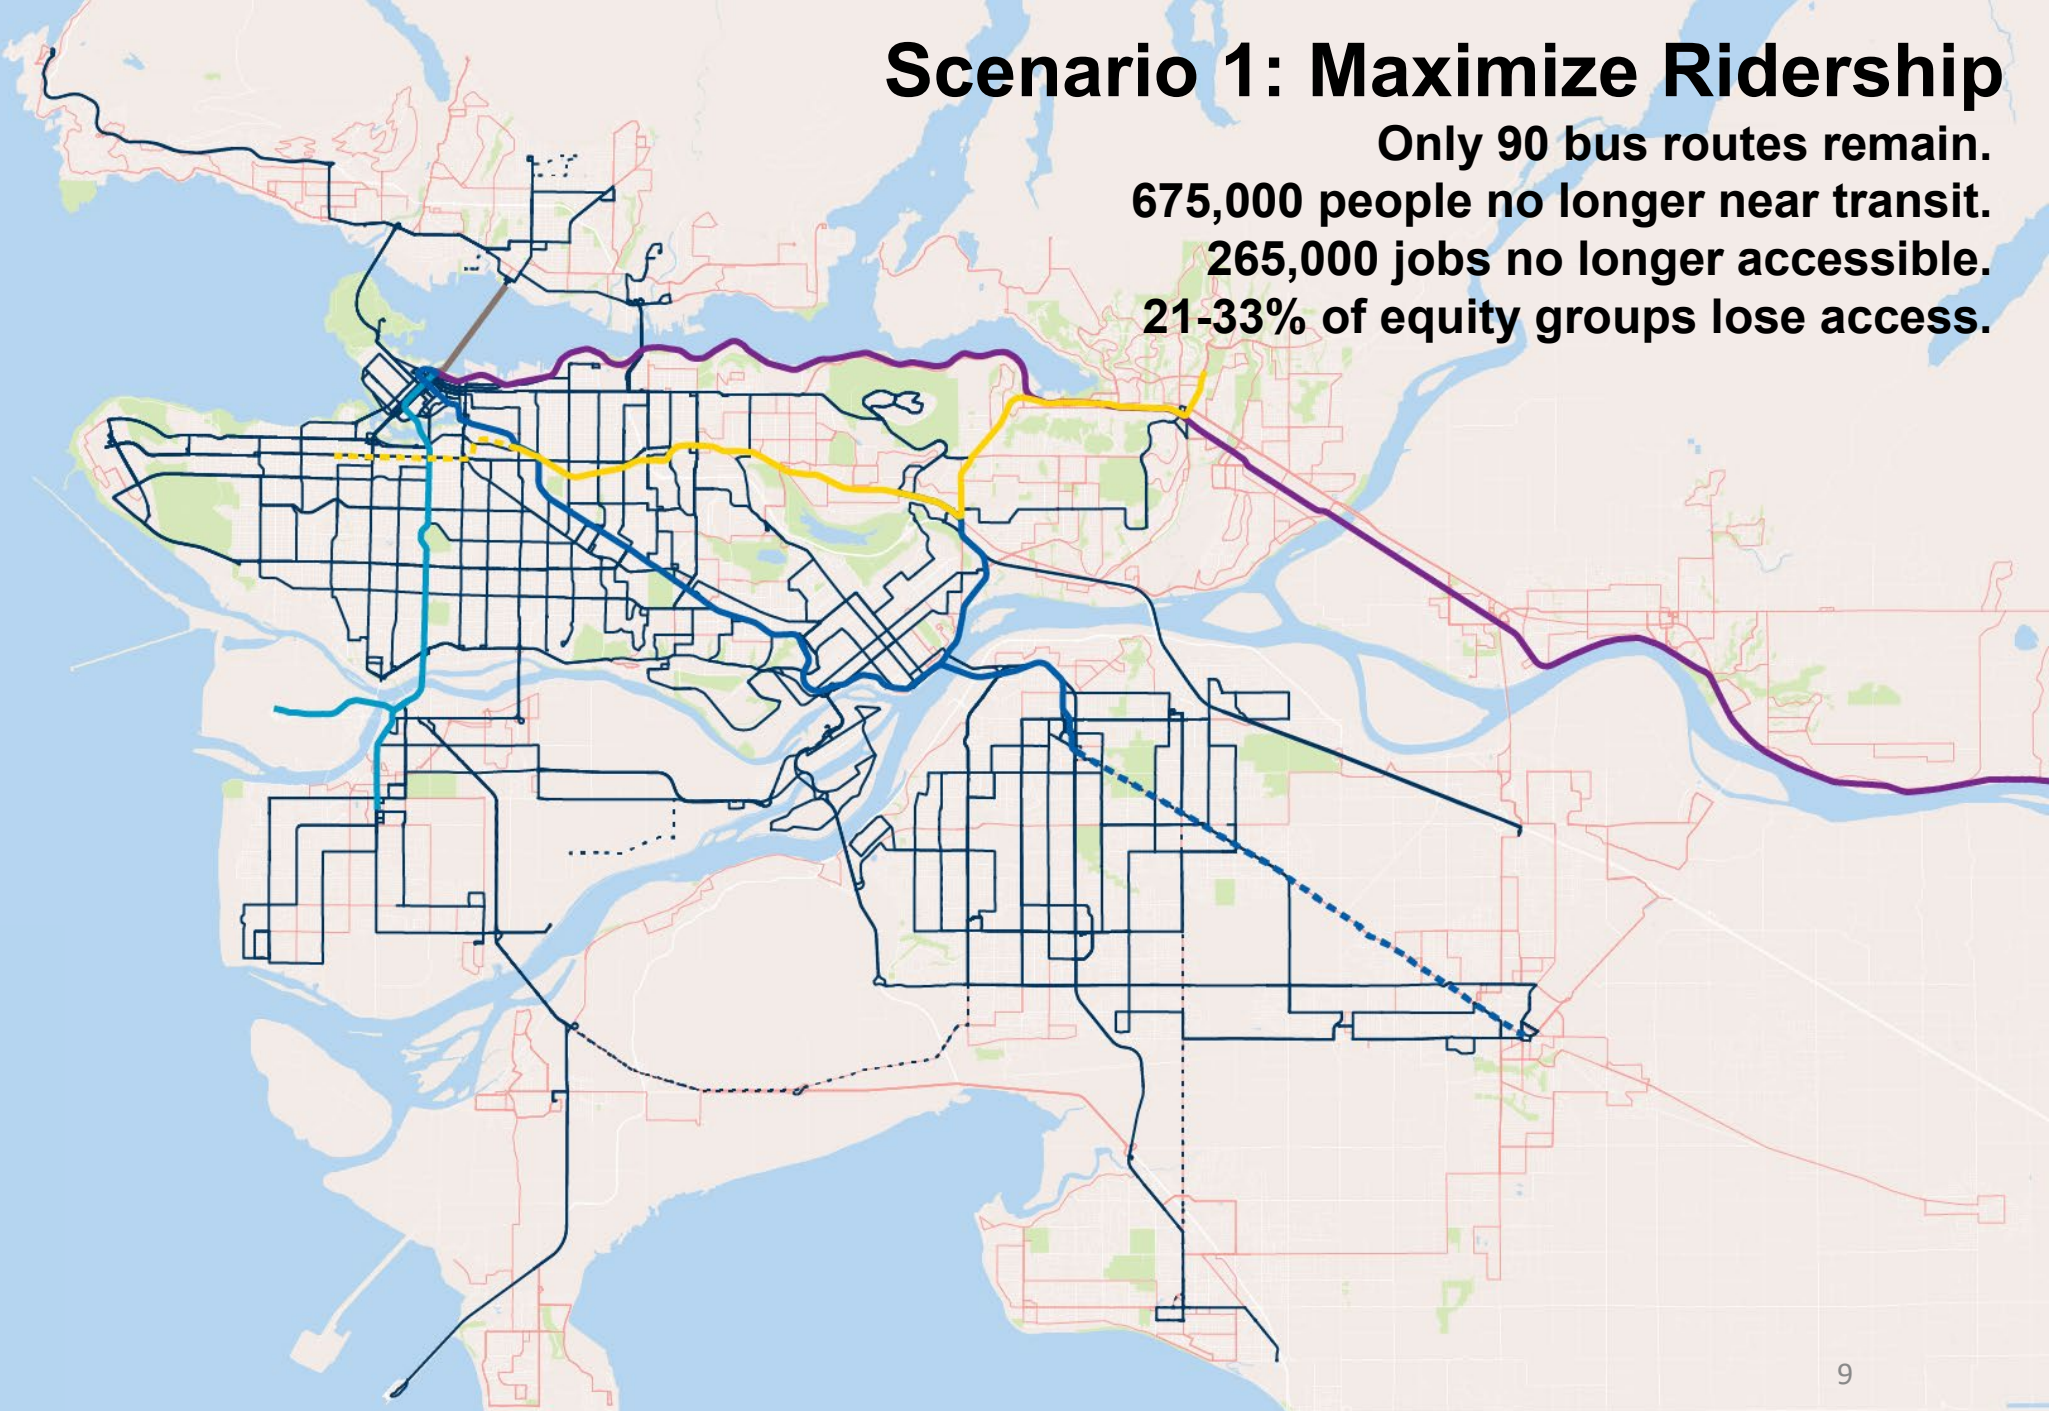 Scenario 1: Maximize Ridership
Only 90 bus routes remain.
675,000 people no longer near transit.
265,000 jobs no longer accessible.
21-33% of equity groups lose access.
9